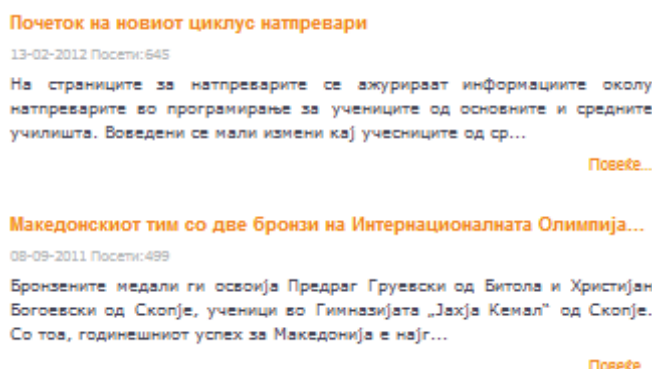 Почеток на новиот циклус натпревари
13-02-2012 Посети:645
На страниците за натпреварите се ажурираат информациите околу
натпреварите во програмирање за учениците од основните и средните
училишта. Воведени се мали измени кај учесниците од ср...
Повеќе...
Македонскиот тим со две бронзи на Интернационалната Олимпија...
08-09-2011 Посети:499
Бронзените медали ги освоија Предраг Груевски од Битола и Христијан
Богоевски од Скопје, ученици во Гимназијата „Јахја Кемал“ од Скопје.
Со тоа, годинешниот успех за Македонија е најг...
Повеќе...